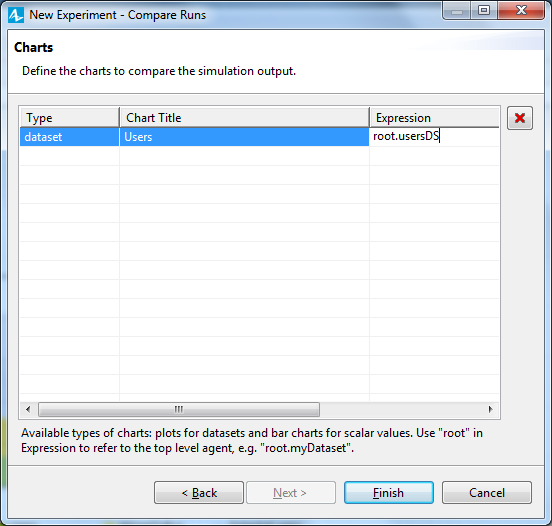 New Experiment - Compare Runs
Charts
Define the charts to compare the simulation output.
Type Chart Title Expression
dataset Users root.usersDS
Available types of charts: plots for datasets and bar charts for scalar values. Use "root" in
Expression to refer to the top level agent, e.g. "root.myDataset".
< Back Next > Finish Cancel